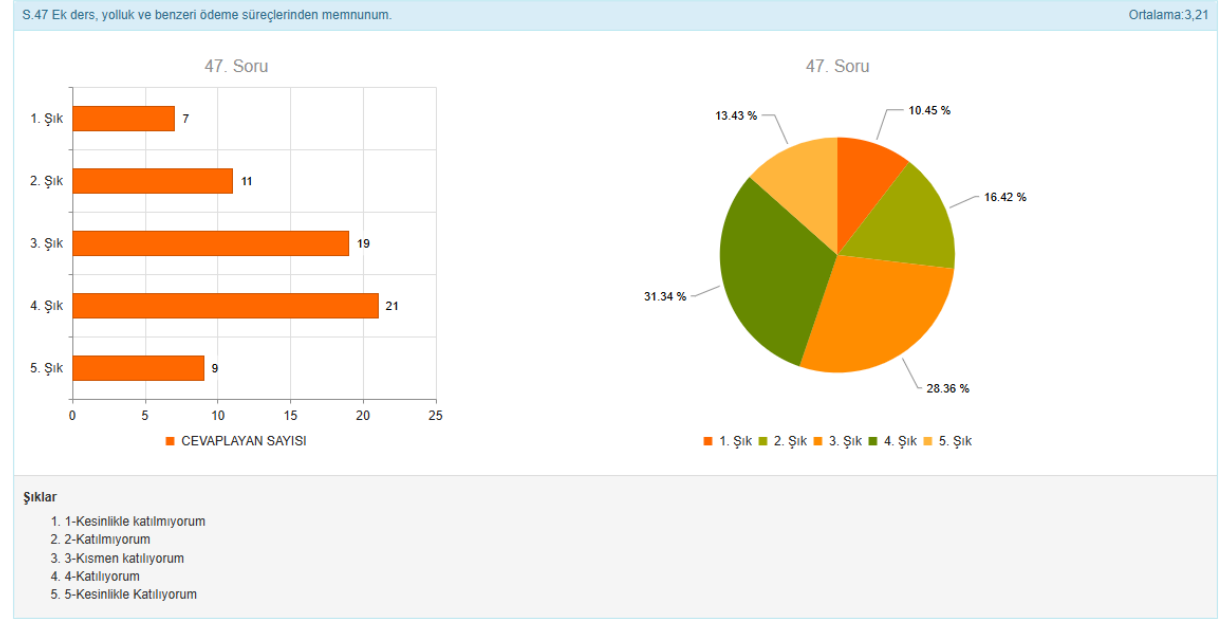 S.47 Ek ders, yolluk ve benzeri ödeme süreçlerinden memnunum. Ortalama:3,21
47. Soru
1. Şık 7
2. Şık 11
3. Şık 19
4. Şık 21
5. Şık 9
0 5 10 15 20 25
CEVAPLAYAN SAYISI
47. Soru
13.43 % 10.45 %
16.42 %
31.34 %
28.36 %
1. Şık 2. Şık 3. Şık 4. Şık 5. Şık
Şıklar
1. 1-Kesinlikle katılmıyorum
2. 2-Katılmıyorum
3. 3-Kısmen katılıyorum
4. 4-Katılıyorum
5. 5-Kesinlikle Katılıyorum